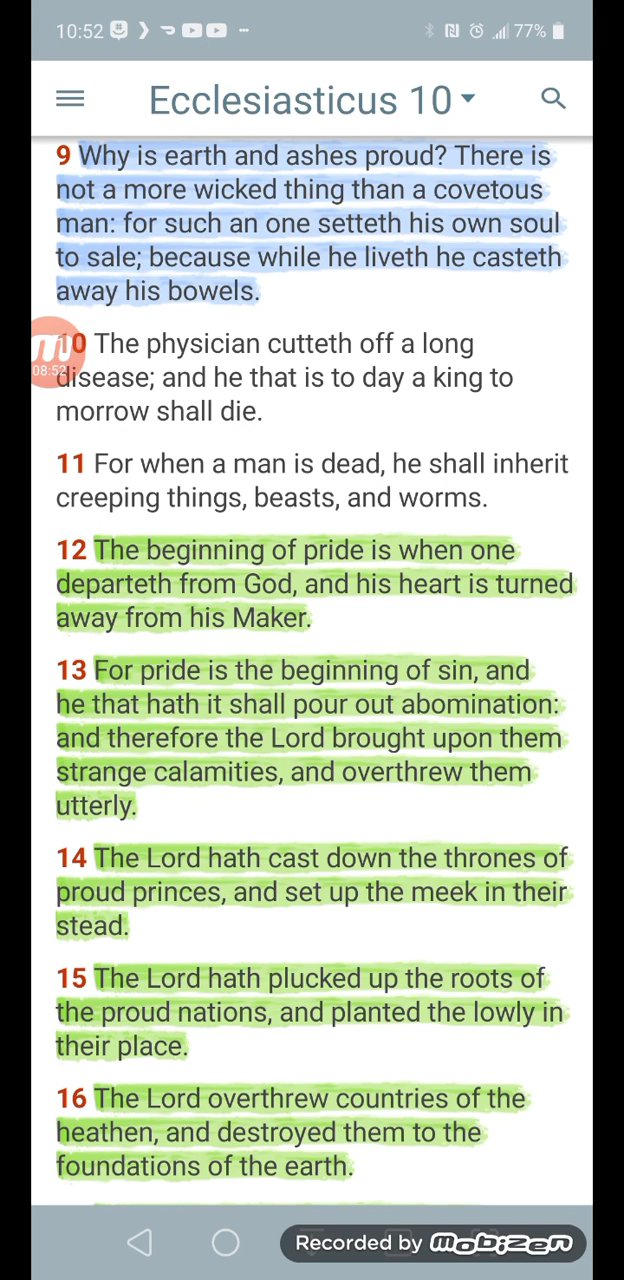 10:52 77%
Ecclesiasticus 10
9 Why is earth and ashes proud? There is
not a more wicked thing than a covetous
man: for such an one setteth his own soul
to sale; because while he liveth he casteth
away his bowels.
10 The physician cutteth off a long
08:52
disease; and he that is to day a king to
morrow shall die.
11 For when a man is dead, he shall inherit
creeping things, beasts, and worms.
12 The beginning of pride is when one
departeth from God, and his heart is turned
away from his Maker.
13 For pride is the beginning of sin, and
he that hath it shall pour out abomination:
and therefore the Lord brought upon them
strange calamities, and overthrew them
utterly.
14 The Lord hath cast down the thrones of
proud princes, and set up the meek in their
stead.
15 The Lord hath plucked up the roots of
the proud nations, and planted the lowly in
their place.
16 The Lord overthrew countries of the
heathen, and destroyed them to the
foundations of the earth.
Recorded by mobizen